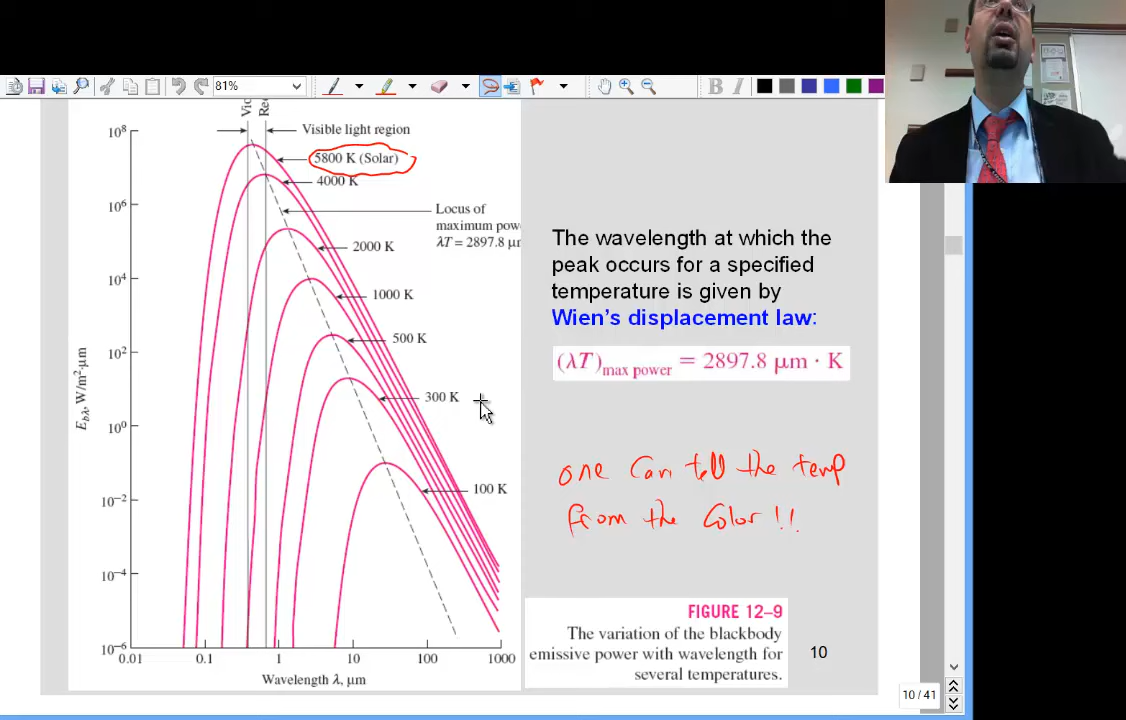 81%
B I
Visible light region
5800 K (Solar)
4000 K
Locus of
maximum pow
λT = 2897.8 μm
2000 K
1000 K
500 K
300 K
100 K
10⁸
10⁶
10⁴
10²
10⁰
10⁻²
10⁻⁴
10⁻⁶
0.01 0.1 1 10 100 1000
E_bλ, W/m²·μm
Wavelength λ, μm
The wavelength at which the
peak occurs for a specified
temperature is given by
Wien's displacement law:
(λT)max power = 2897.8 μm · K
one can tell the temp
from the color !!
FIGURE 12–9
The variation of the blackbody
emissive power with wavelength for
several temperatures.
10
10 / 41